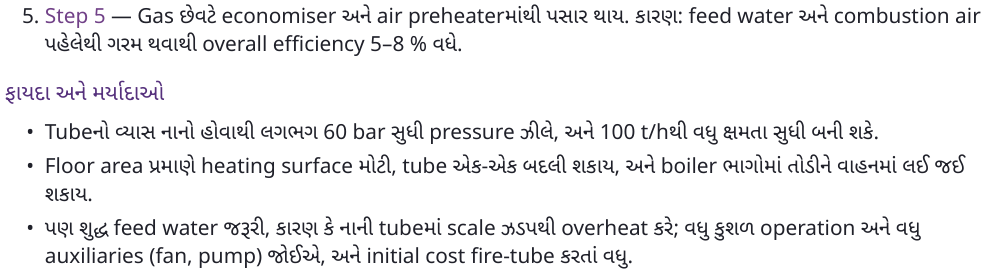 5. Step 5 — Gas છેવટે economiser અને air preheaterમાંથી પસાર થાય. કારણ: feed water અને combustion air
પહેલેથી ગરમ થવાથી overall efficiency 5–8 % વધે.
ફાયદા અને મર્યાદાઓ
• Tubeનો વ્યાસ નાનો હોવાથી લગભગ 60 bar સુધી pressure ઝીલે, અને 100 t/hથી વધુ ક્ષમતા સુધી બની શકે.
• Floor area પ્રમાણે heating surface મોટી, tube એક-એક બદલી શકાય, અને boiler ભાગોમાં તોડીને વાહનમાં લઈ જઈ
શકાય.
• પણ શુદ્ધ feed water જરૂરી, કારણ કે નાની tubeમાં scale ઝડપથી overheat કરે; વધુ કુશળ operation અને વધુ
auxiliaries (fan, pump) જોઈએ, અને initial cost fire-tube કરતાં વધુ.